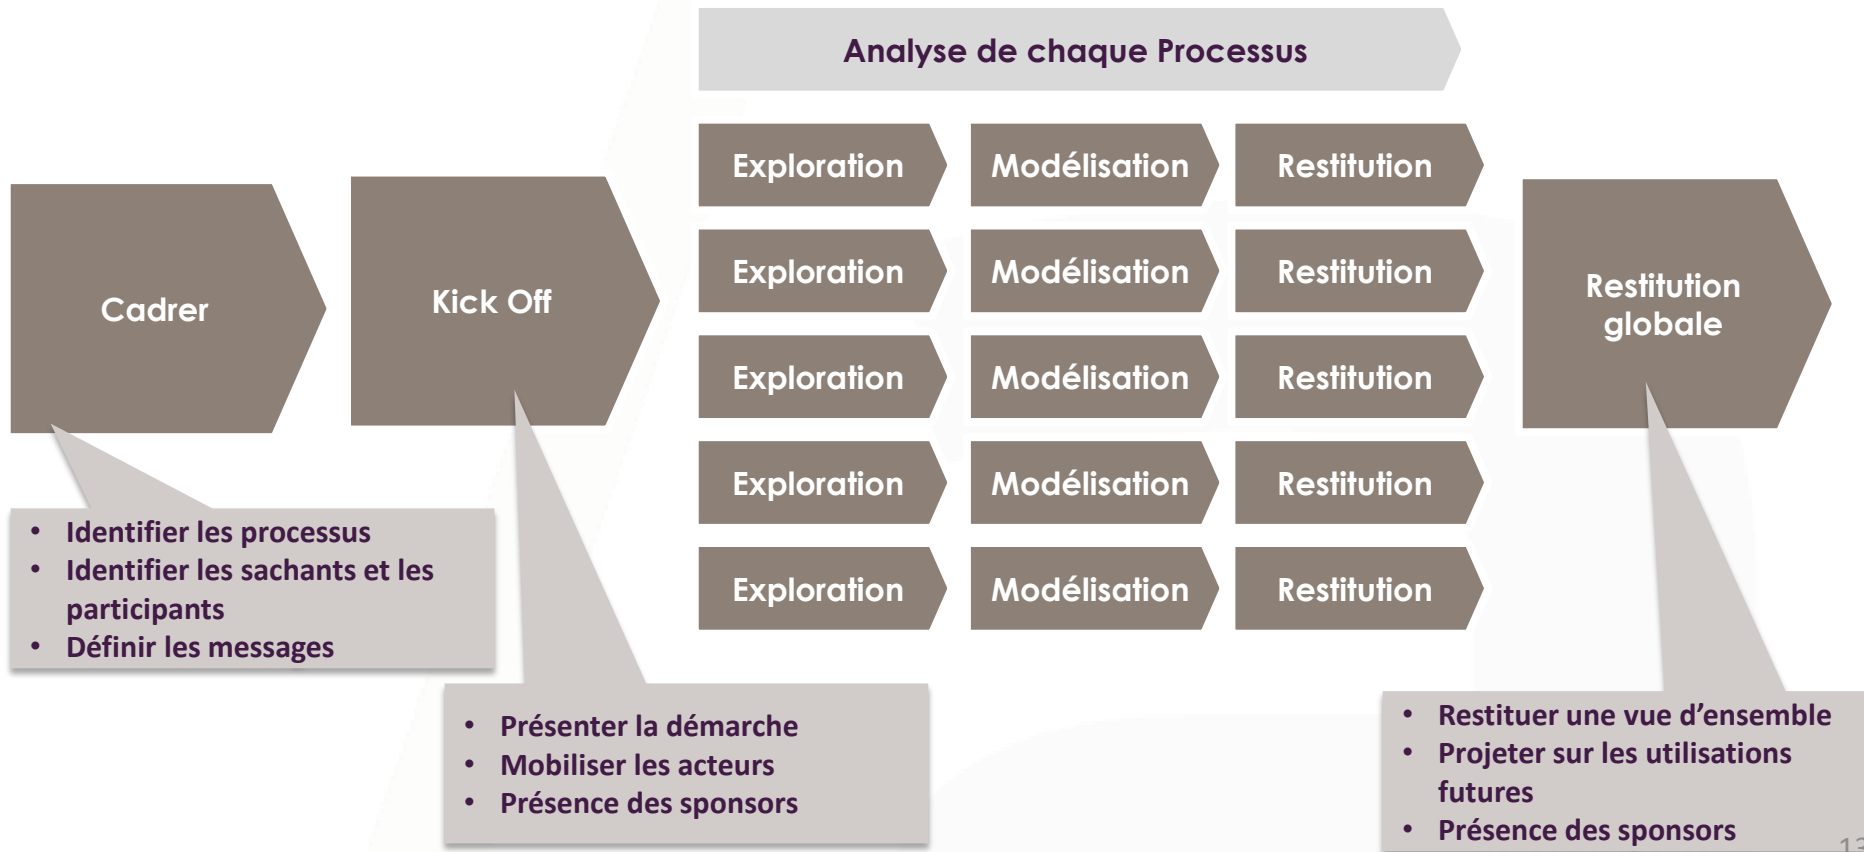 Analyse de chaque Processus
Cadrer
Kick Off
Exploration
Modélisation
Restitution
Exploration
Modélisation
Restitution
Exploration
Modélisation
Restitution
Exploration
Modélisation
Restitution
Exploration
Modélisation
Restitution
Restitution
globale
• Identifier les processus
• Identifier les sachants et les
participants
• Définir les messages
• Présenter la démarche
• Mobiliser les acteurs
• Présence des sponsors
• Restituer une vue d’ensemble
• Projeter sur les utilisations
futures
• Présence des sponsors